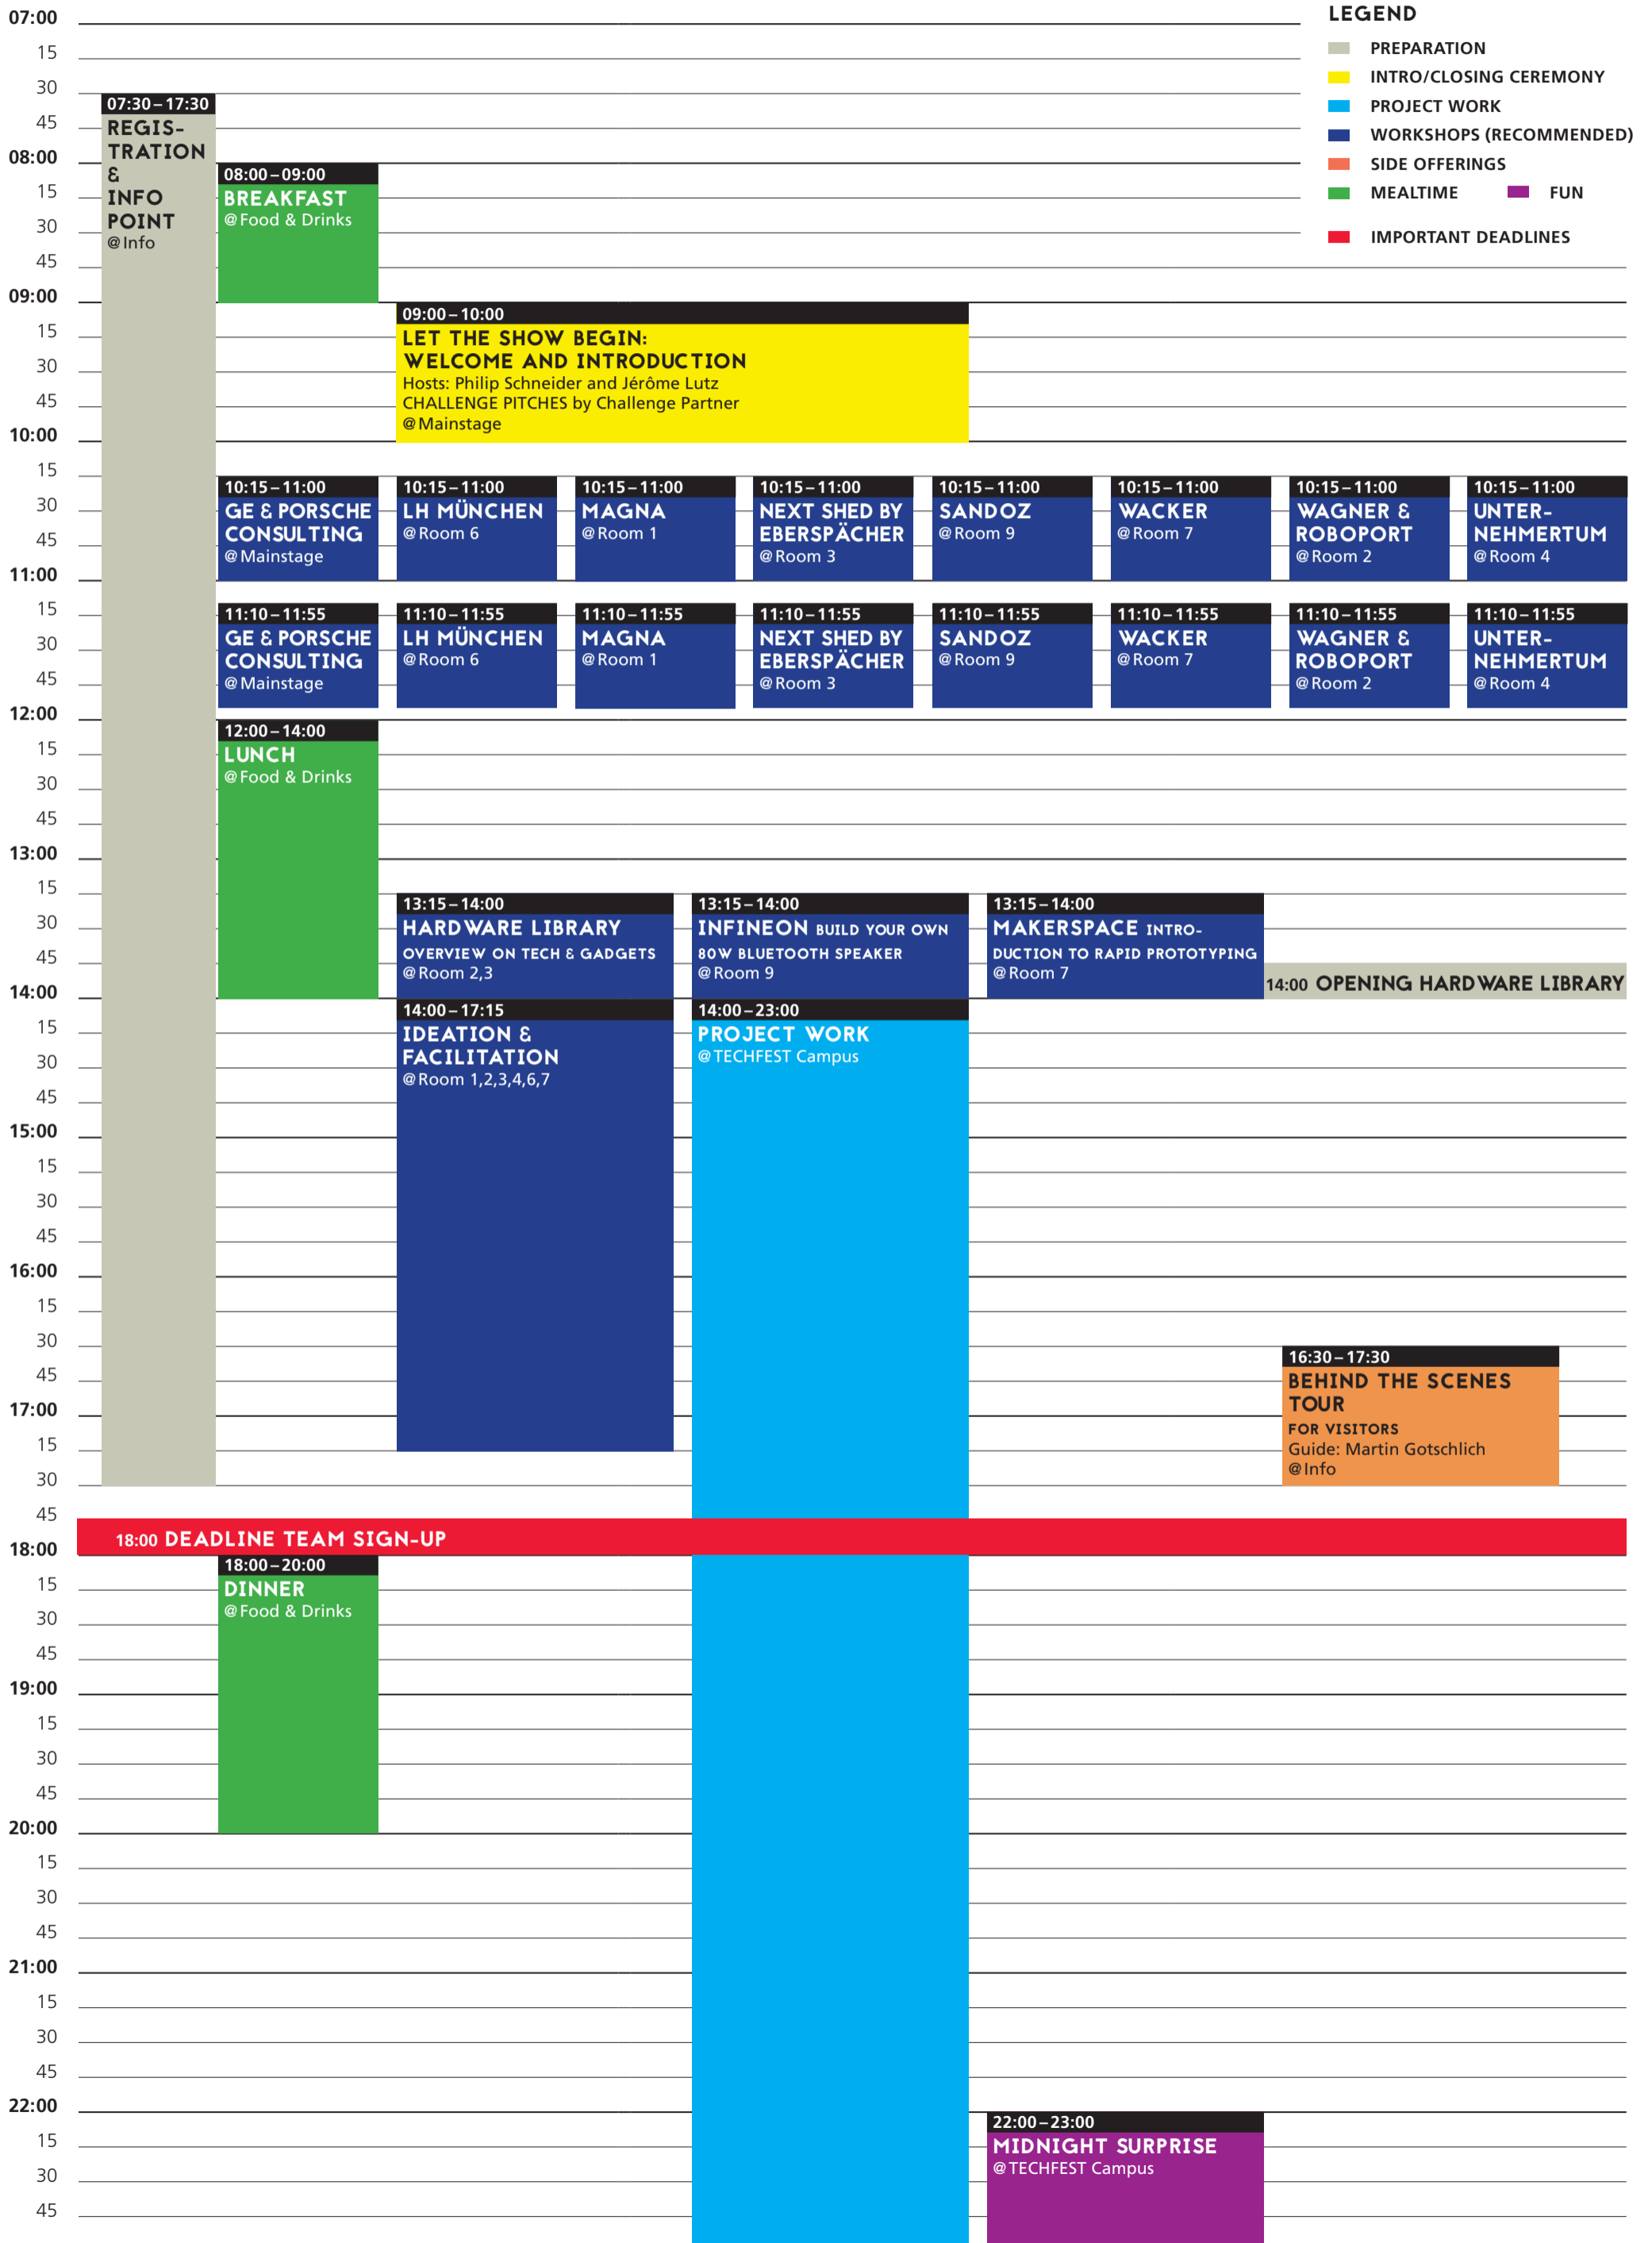 LEGEND
PREPARATION
INTRO/CLOSING CEREMONY
PROJECT WORK
WORKSHOPS (RECOMMENDED)
SIDE OFFERINGS
MEALTIME
FUN
IMPORTANT DEADLINES
07:00
15
30
07:30–17:30
REGIS-
TRATION
&
INFO
POINT
@Info
45
08:00
08:00–09:00
BREAKFAST
@Food & Drinks
15
30
45
09:00
09:00–10:00
LET THE SHOW BEGIN:
WELCOME AND INTRODUCTION
Hosts: Philip Schneider and Jérôme Lutz
CHALLENGE PITCHES by Challenge Partner
@Mainstage
15
30
45
10:00
15
10:15–11:00
GE & PORSCHE
CONSULTING
@Mainstage
10:15–11:00
LH MÜNCHEN
@Room 6
10:15–11:00
MAGNA
@Room 1
10:15–11:00
NEXT SHED BY
EBERSPÄCHER
@Room 3
10:15–11:00
SANDOZ
@Room 9
10:15–11:00
WACKER
@Room 7
10:15–11:00
WAGNER &
ROBOPORT
@Room 2
10:15–11:00
UNTER-
NEHMERTUM
@Room 4
30
45
11:00
11:10–11:55
GE & PORSCHE
CONSULTING
@Mainstage
11:10–11:55
LH MÜNCHEN
@Room 6
11:10–11:55
MAGNA
@Room 1
11:10–11:55
NEXT SHED BY
EBERSPÄCHER
@Room 3
11:10–11:55
SANDOZ
@Room 9
11:10–11:55
WACKER
@Room 7
11:10–11:55
WAGNER &
ROBOPORT
@Room 2
11:10–11:55
UNTER-
NEHMERTUM
@Room 4
15
30
45
12:00
12:00–14:00
LUNCH
@Food & Drinks
15
30
45
13:00
15
13:15–14:00
HARDWARE LIBRARY
OVERVIEW ON TECH & GADGETS
@Room 2,3
13:15–14:00
INFINEON BUILD YOUR OWN
80W BLUETOOTH SPEAKER
@Room 9
13:15–14:00
MAKERSPACE INTRO-
DUCTION TO RAPID PROTOTYPING
@Room 7
30
45
14:00 OPENING HARDWARE LIBRARY
14:00
14:00–17:15
IDEATION &
FACILITATION
@Room 1,2,3,4,6,7
14:00–23:00
PROJECT WORK
@TECHFEST Campus
15
30
45
15:00
15
30
45
16:00
15
30
16:30–17:30
BEHIND THE SCENES
TOUR
FOR VISITORS
Guide: Martin Gotschlich
@Info
45
17:00
15
30
45
18:00 DEADLINE TEAM SIGN-UP
18:00
18:00–20:00
DINNER
@Food & Drinks
15
30
45
19:00
15
30
45
20:00
15
30
45
21:00
15
30
45
22:00
22:00–23:00
MIDNIGHT SURPRISE
@TECHFEST Campus
15
30
45